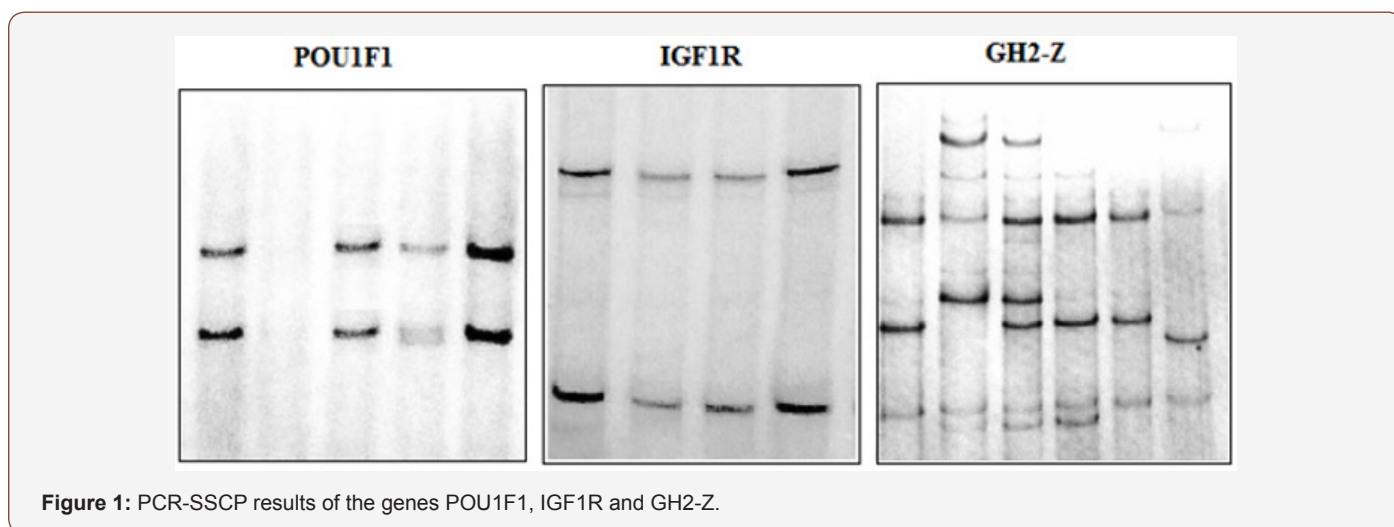 POU1F1 IGF1R GH2-Z
Figure 1: PCR-SSCP results of the genes POU1F1, IGF1R and GH2-Z.